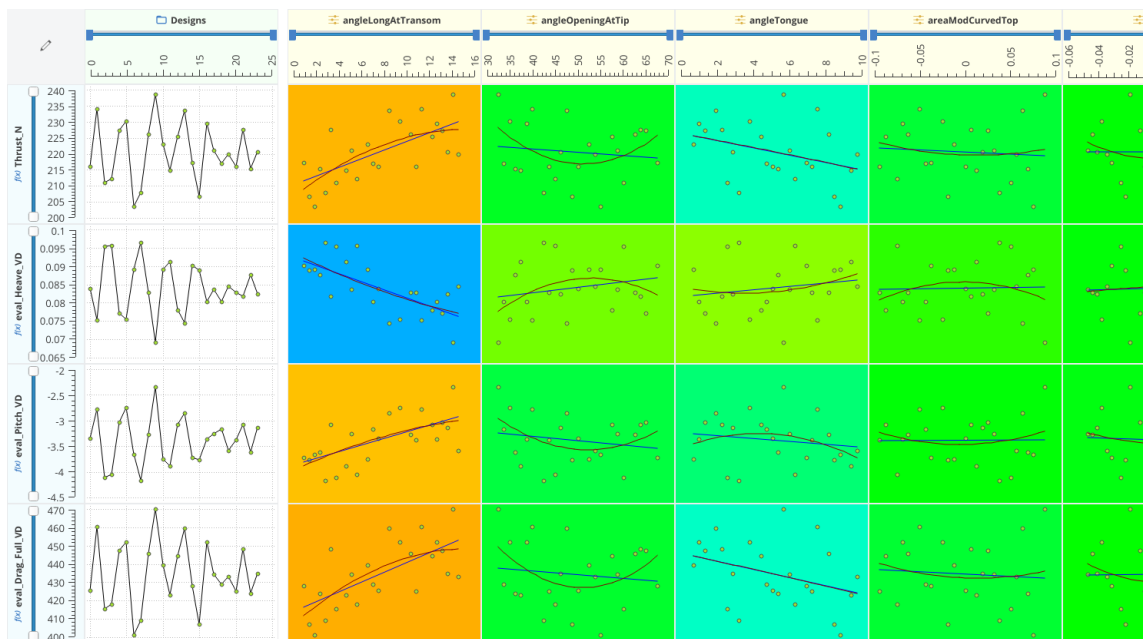 Designs
angleLongAtTransom
angleOpeningAtTip
angleTongue
areaModCurvedTop
0 5 10 15 20 25
0 2 4 6 8 10 12 14 16
30 35 40 45 50 55 60 65 70
0 2 4 6 8 10
-0.1 -0.05 0 0.05 0.1
-0.06 -0.04 -0.02
f(x) Thrust_N
240
235
230
225
220
215
210
205
200
f(x) eval_Heave_VD
0.1
0.095
0.09
0.085
0.08
0.075
0.07
0.065
f(x) eval_Pitch_VD
-2
-2.5
-3
-3.5
-4
-4.5
f(x) eval_Drag_Full_VD
470
460
450
440
430
420
410
400